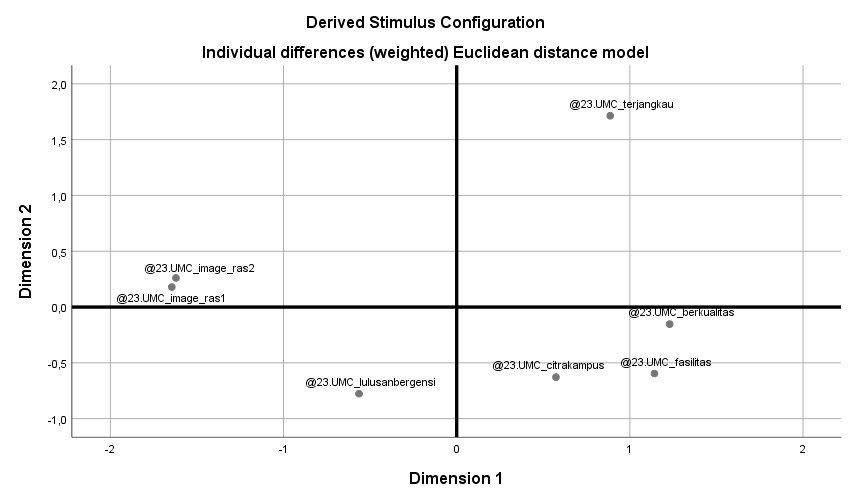 Derived Stimulus Configuration
Individual differences (weighted) Euclidean distance model
2,0
1,5
1,0
0,5
0,0
-0,5
-1,0
Dimension 2
@23.UMC_terjangkau
@23.UMC_image_ras2
@23.UMC_image_ras1
@23.UMC_berkualitas
@23.UMC_fasilitas
@23.UMC_citrakampus
@23.UMC_lulusanbergensi
-2
-1
0
1
2
Dimension 1